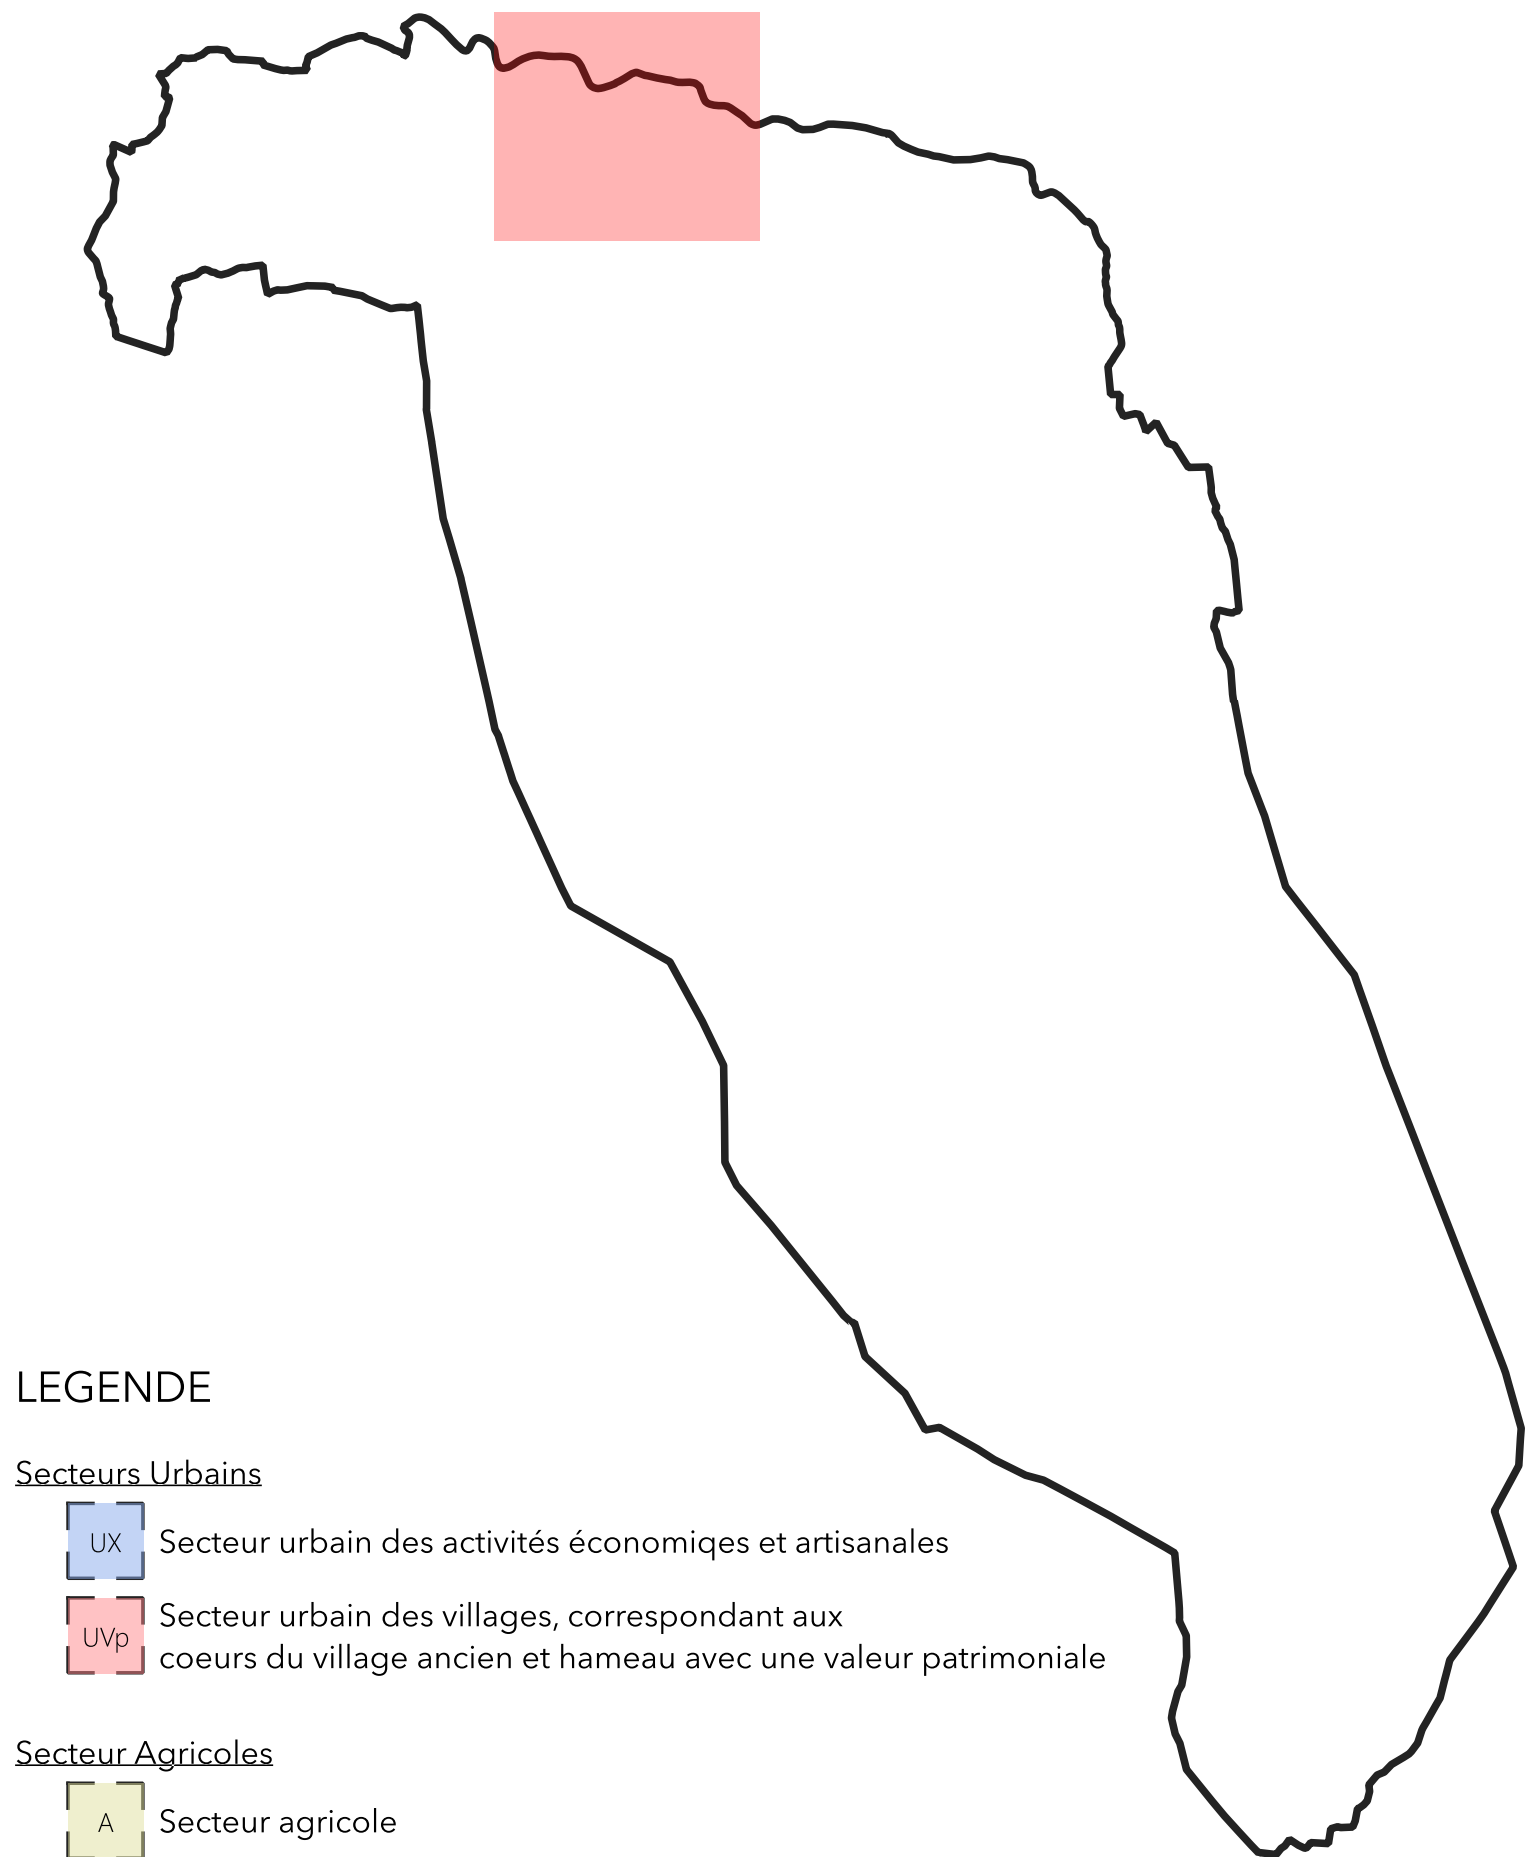 LEGENDE
Secteurs Urbains
UX
Secteur urbain des activités économiqes et artisanales
UVp
Secteur urbain des villages, correspondant aux
coeurs du village ancien et hameau avec une valeur patrimoniale
Secteur Agricoles
A
Secteur agricole